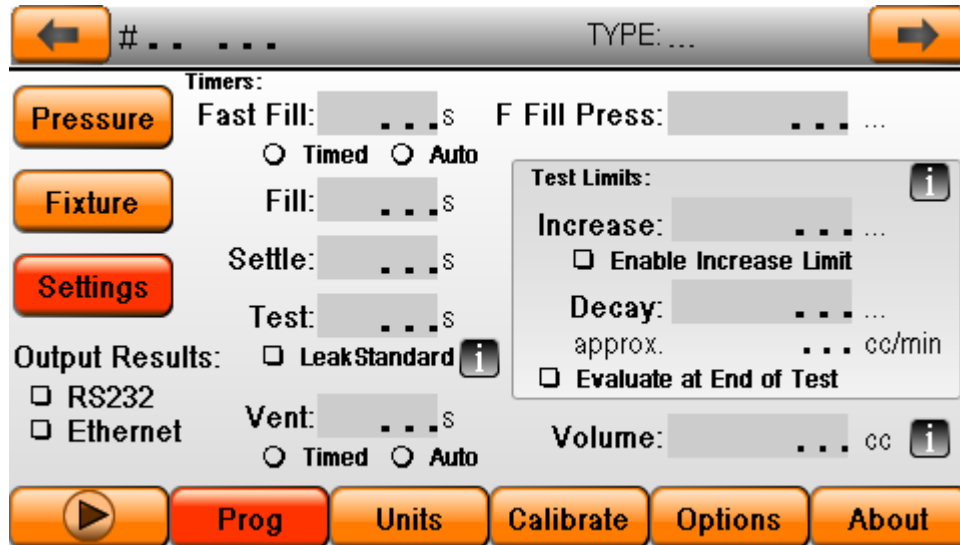 # . . . . . TYPE: ...
Timers:
Pressure
Fast Fill: . . . s
F Fill Press: . . . ...
Timed Auto
Test Limits: i
Fixture
Fill: . . . s
Increase: . . . ...
Enable Increase Limit
Settle: . . . s
Settings
Decay: . . . ...
Test: . . . s
approx. . . . cc/min
Output Results:
LeakStandard i
Evaluate at End of Test
RS232
Ethernet
Vent: . . . s
Volume: . . . cc i
Timed Auto
Prog Units Calibrate Options About